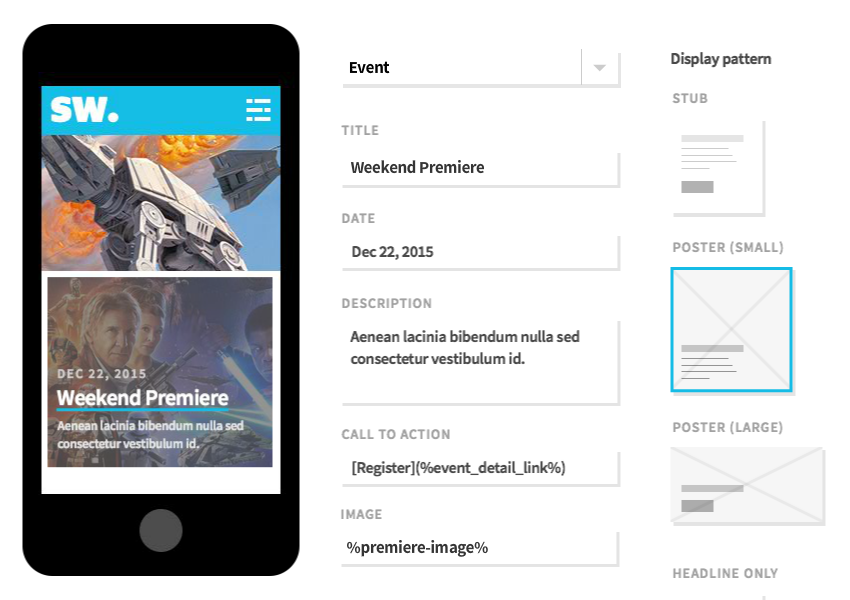 SW.
DEC 22, 2015
Weekend Premiere
Aenean lacinia bibendum nulla sed
consectetur vestibulum id.
Event
TITLE
Weekend Premiere
DATE
Dec 22, 2015
DESCRIPTION
Aenean lacinia bibendum nulla sed
consectetur vestibulum id.
CALL TO ACTION
[Register](%event_detail_link%)
IMAGE
%premiere-image%
Display pattern
STUB
POSTER (SMALL)
POSTER (LARGE)
HEADLINE ONLY